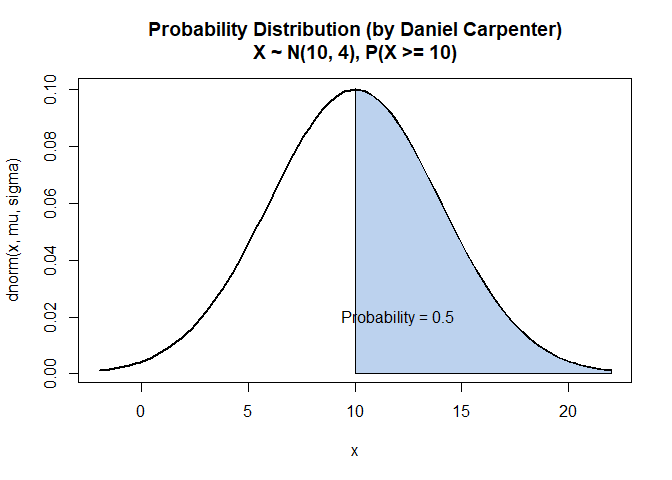 Probability Distribution (by Daniel Carpenter)
X ~ N(10, 4), P(X >= 10)
dnorm(x, mu, sigma)
0.10
0.08
0.06
0.04
0.02
0.00
Probability = 0.5
0 5 10 15 20
x